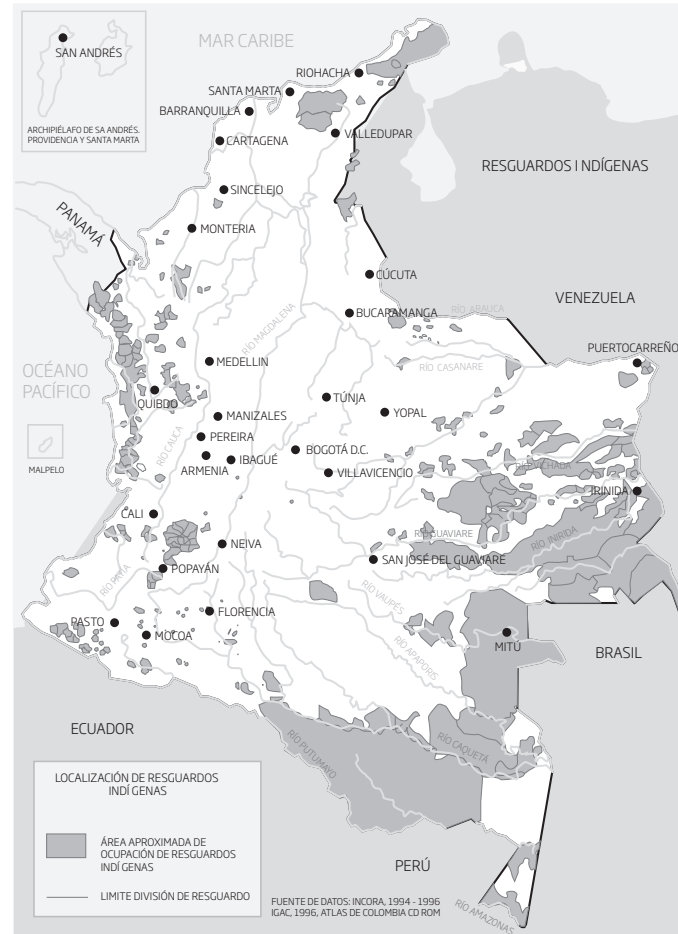 SAN ANDRÉS
ARCHIPIÉLAFO DE SA ANDRÉS.
PROVIDENCIA Y SANTA MARTA
MAR CARIBE
RIOHACHA
SANTA MARTA
BARRANQUILLA
CARTAGENA
VALLEDUPAR
RESGUARDOS I NDÍGENAS
SINCELEJO
PANAMÁ
MONTERIA
CÚCUTA
VENEZUELA
BUCARAMANGA
RÍO ARAUCA
RÍO MAGDALENA
PUERTOCARREÑO
MEDELLIN
RÍO CASANARE
OCÉANO
PACÍFICO
QUIBDO
TÚNJA
YOPAL
MANIZALES
PEREIRA
RÍO CAUCA
BOGOTÁ D.C.
IBAGUÉ
ARMENIA
VILLAVICENCIO
MALPELO
RÍO VICHADA
IRINIDA
CALI
RÍO GUAVIARE
RÍO INIRIDA
NEIVA
SAN JOSÉ DEL GUAVIARE
POPAYÁN
RÍO PATÍA
RÍO VAUPÉS
FLORENCIA
PASTO
MOCOA
RÍO APAPORIS
MITÚ
BRASIL
ECUADOR
RÍO PUTUMAYO
RÍO CAQUETÁ
LOCALIZACIÓN DE RESGUARDOS
INDÍ GENAS
ÁREA APROXIMADA DE
OCUPACIÓN DE RESGUARDOS
INDÍ GENAS
LIMITE DIVISIÓN DE RESGUARDO
PERÚ
FUENTE DE DATOS: INCORA, 1994 - 1996
IGAC, 1996, ATLAS DE COLOMBIA CD ROM
RÍO AMAZONAS